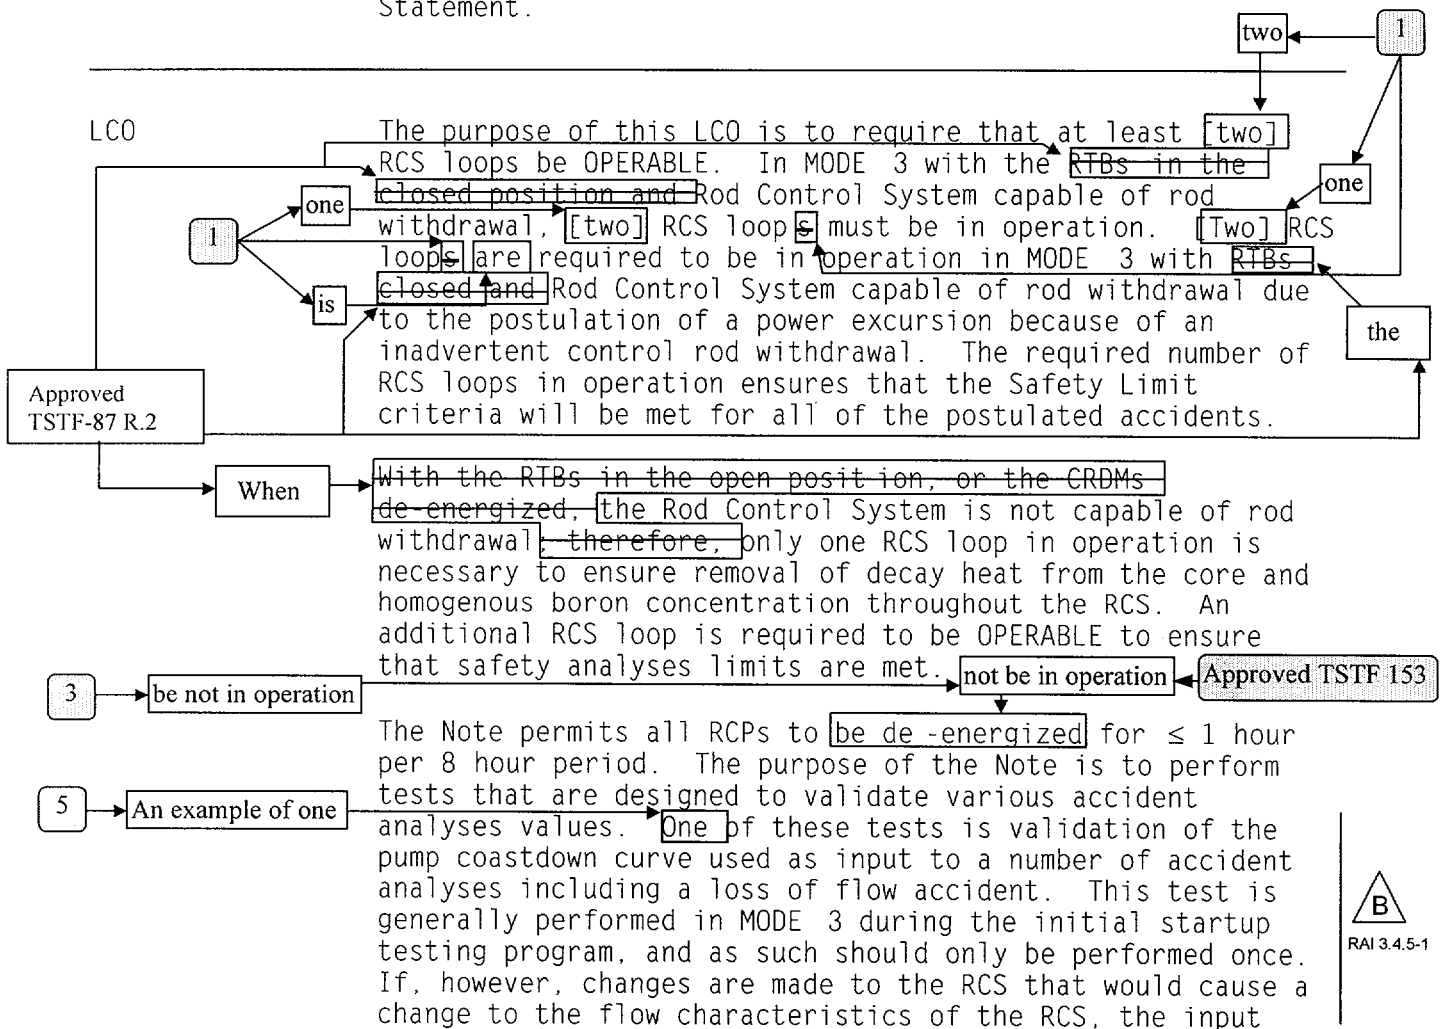 Statement.
two
1
LCO
The purpose of this LCO is to require that at least [two]
RCS loops be OPERABLE. In MODE 3 with the RTBs in the
closed position and Rod Control System capable of rod
one
one
withdrawal, [two] RCS loops must be in operation. [Two] RCS
1
loops are required to be in operation in MODE 3 with RTBs
closed and Rod Control System capable of rod withdrawal due
is
to the postulation of a power excursion because of an
the
inadvertent control rod withdrawal. The required number of
RCS loops in operation ensures that the Safety Limit
Approved
TSTF-87 R.2
criteria will be met for all of the postulated accidents.
When
With the RTBs in the open position, or the CRDMs
de-energized, the Rod Control System is not capable of rod
withdrawal; therefore, only one RCS loop in operation is
necessary to ensure removal of decay heat from the core and
homogenous boron concentration throughout the RCS. An
additional RCS loop is required to be OPERABLE to ensure
that safety analyses limits are met.
not be in operation
Approved TSTF 153
3
be not in operation
The Note permits all RCPs to be de-energized for ≤ 1 hour
per 8 hour period. The purpose of the Note is to perform
tests that are designed to validate various accident
5
An example of one
analyses values. One of these tests is validation of the
pump coastdown curve used as input to a number of accident
analyses including a loss of flow accident. This test is
generally performed in MODE 3 during the initial startup
B
testing program, and as such should only be performed once.
RAI 3.4.5-1
If, however, changes are made to the RCS that would cause a
change to the flow characteristics of the RCS, the input